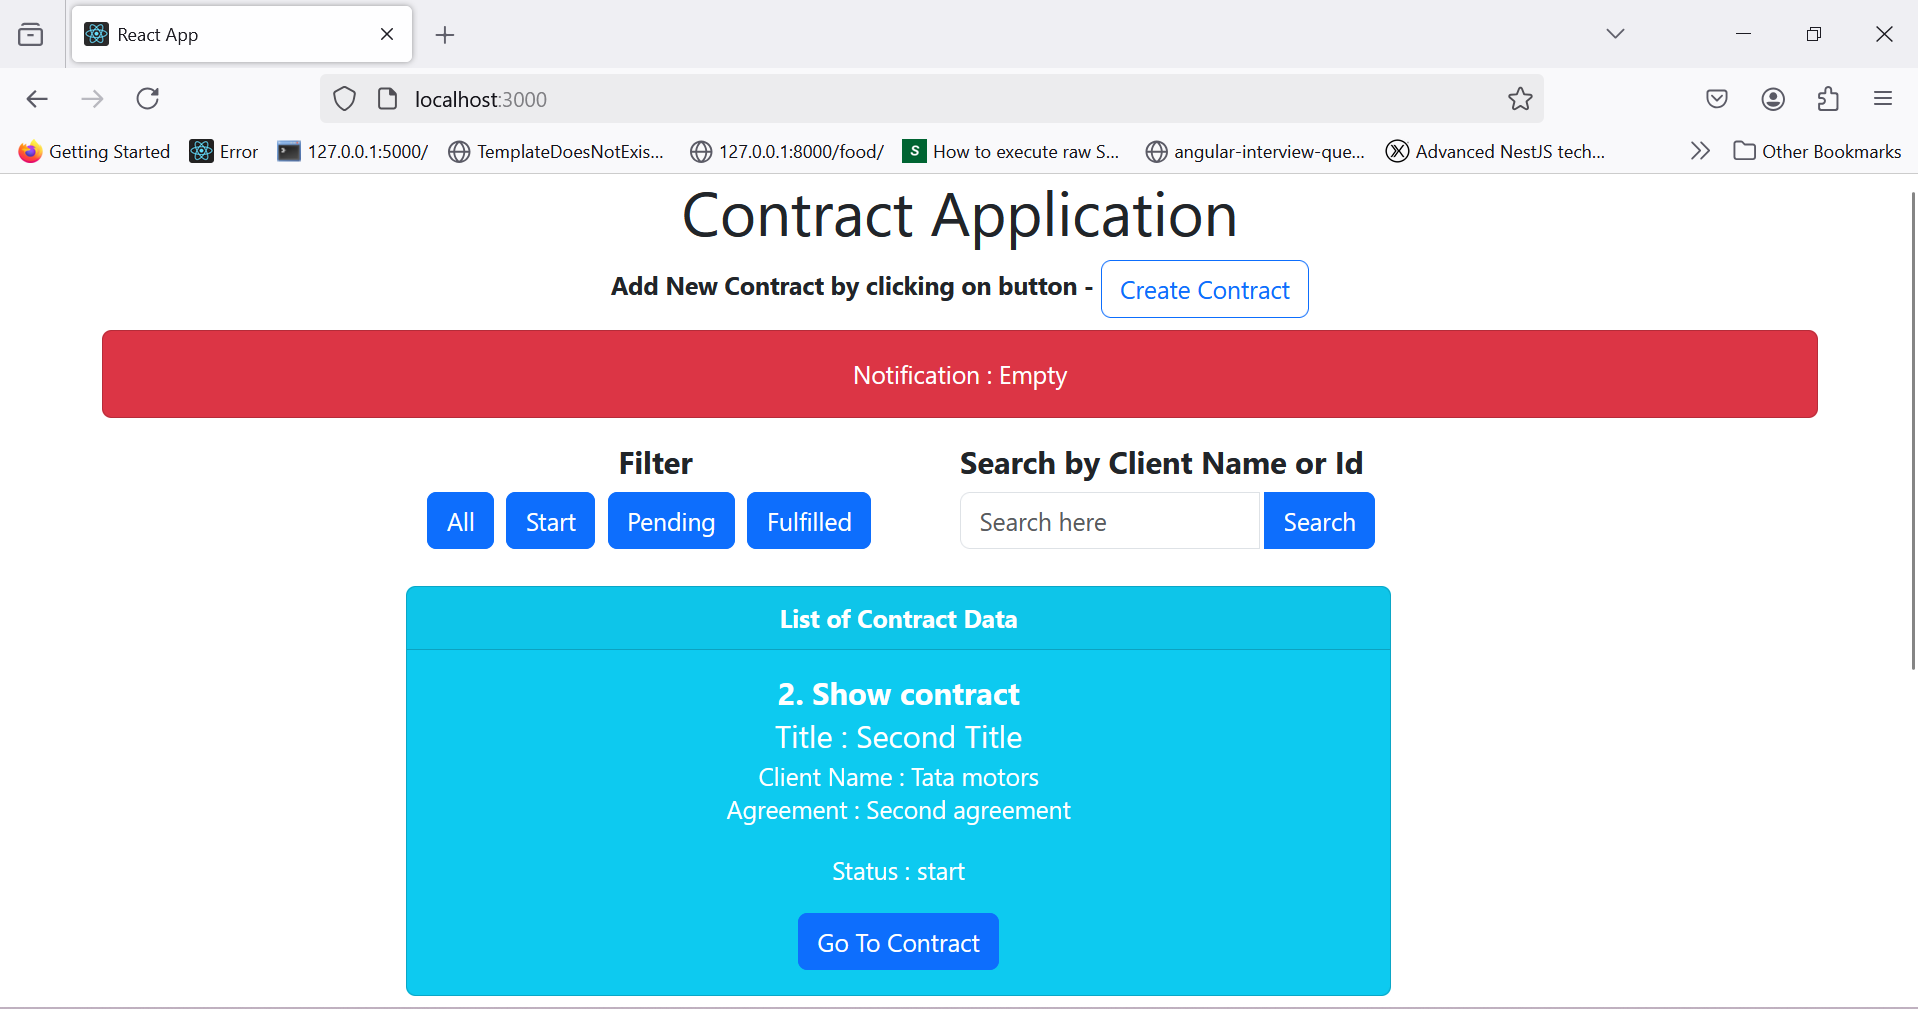 React App
localhost:3000
Getting Started Error 127.0.0.1:5000/ TemplateDoesNotExis... 127.0.0.1:8000/food/ S How to execute raw S... angular-interview-que... Advanced NestJS tech... Other Bookmarks
Contract Application
Add New Contract by clicking on button - Create Contract
Notification : Empty
Filter
All Start Pending Fulfilled
Search by Client Name or Id
Search here Search
List of Contract Data
2. Show contract
Title : Second Title
Client Name : Tata motors
Agreement : Second agreement
Status : start
Go To Contract